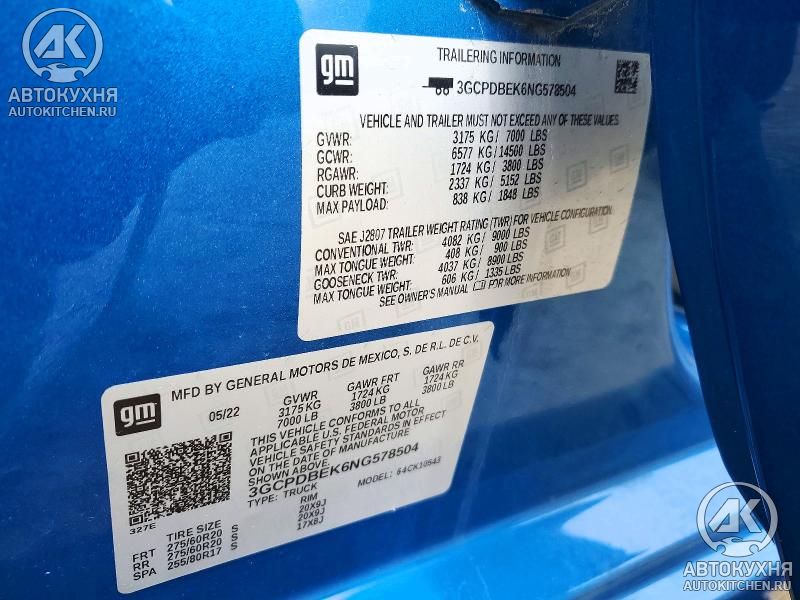 AK
АВТОКУХНЯ
AUTOKITCHEN.RU
gm
TRAILERING INFORMATION
3GCPDBEK6NG578504
VEHICLE AND TRAILER MUST NOT EXCEED ANY OF THESE VALUES.
GVWR: 3175 KG/ 7000 LBS
GCWR: 6577 KG/ 14500 LBS
RGAWR: 1724 KG/ 3800 LBS
CURB WEIGHT: 2337 KG/ 5152 LBS
MAX PAYLOAD: 838 KG/ 1848 LBS
SAE J2807 TRAILER WEIGHT RATING (TWR) FOR VEHICLE CONFIGURATION.
CONVENTIONAL TWR: 4082 KG/ 9000 LBS
MAX TONGUE WEIGHT: 408 KG/ 900 LBS
GOOSENECK TWR: 4037 KG/ 8900 LBS
MAX TONGUE WEIGHT: 606 KG/ 1335 LBS
SEE OWNER'S MANUAL FOR MORE INFORMATION
gm
MFD BY GENERAL MOTORS DE MEXICO, S. DE R.L. DE C.V.
05/22
GVWR GAWR FRT GAWR RR
3175 KG 1724 KG 1724 KG
7000 LB 3800 LB 3800 LB
THIS VEHICLE CONFORMS TO ALL
APPLICABLE U.S. FEDERAL MOTOR
VEHICLE SAFETY STANDARDS IN EFFECT
ON THE DATE OF MANUFACTURE
SHOWN ABOVE.
3GCPDBEK6NG578504
TYPE: TRUCK MODEL: 64CK10543
327E
TIRE SIZE RIM
FRT 275/60R20 S 20X9J
RR 275/60R20 S 20X9J
SPA 255/80R17 S 17X8J
AK
АВТОКУХНЯ
AUTOKITCHEN.RU